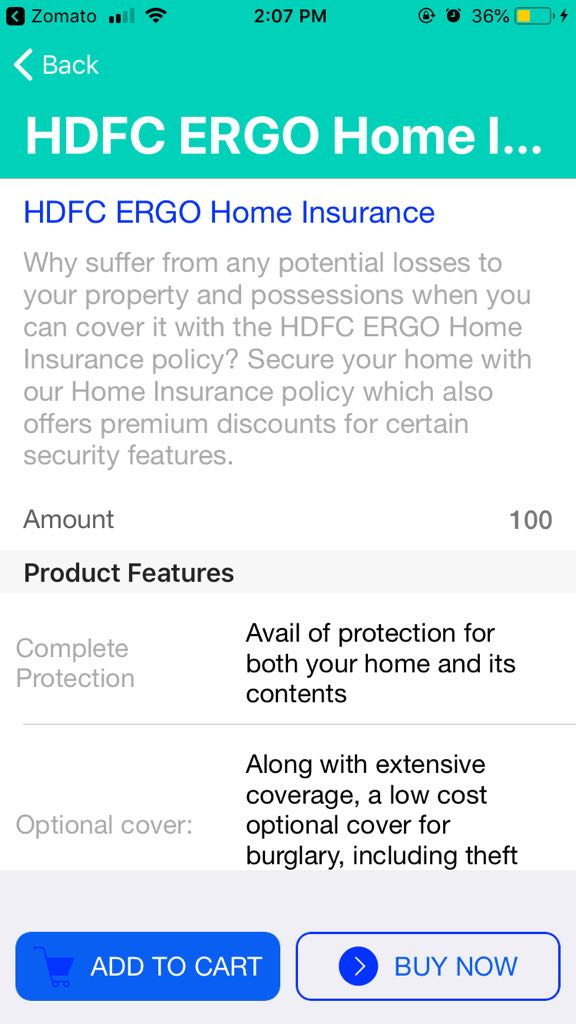 Zomato 2:07 PM 36%
Back
HDFC ERGO Home I...
HDFC ERGO Home Insurance
Why suffer from any potential losses to
your property and possessions when you
can cover it with the HDFC ERGO Home
Insurance policy? Secure your home with
our Home Insurance policy which also
offers premium discounts for certain
security features.
Amount 100
Product Features
Complete
Protection
Avail of protection for
both your home and its
contents
Optional cover:
Along with extensive
coverage, a low cost
optional cover for
burglary, including theft
ADD TO CART
BUY NOW